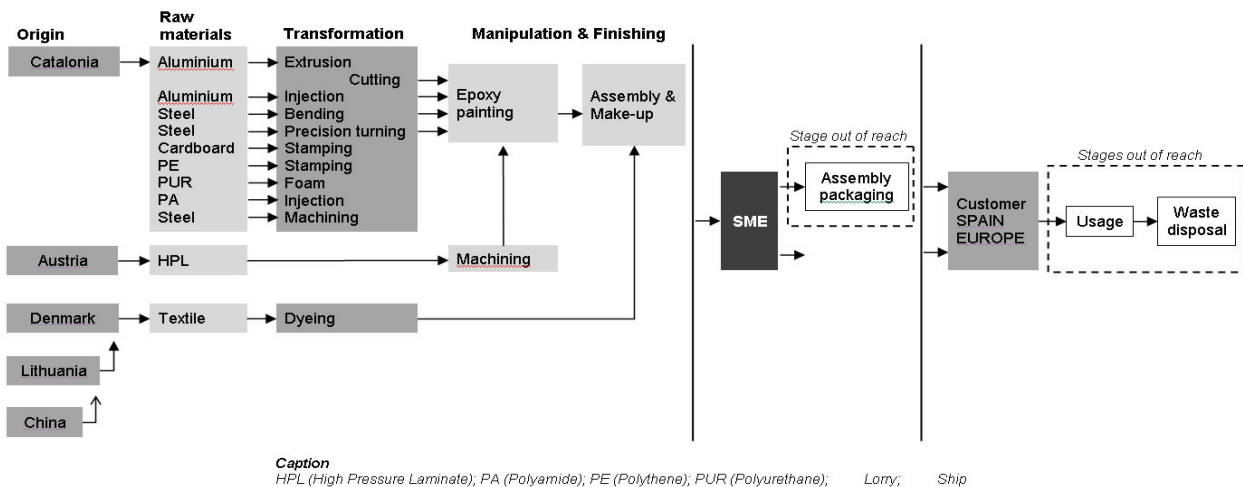 Origin
Raw
materials
Transformation
Manipulation & Finishing
Catalonia
Aluminium
Extrusion
Cutting
Aluminium
Injection
Steel
Bending
Steel
Precision turning
Cardboard
Stamping
PE
Stamping
PUR
Foam
PA
Injection
Steel
Machining
Epoxy
painting
Assembly &
Make-up
Austria
HPL
Machining
Denmark
Textile
Dyeing
Lithuania
China
SME
Stage out of reach
Assembly
packaging
Customer
SPAIN
EUROPE
Stages out of reach
Usage
Waste
disposal
Caption
HPL (High Pressure Laminate); PA (Polyamide); PE (Polythene); PUR (Polyurethane); Lorry; Ship